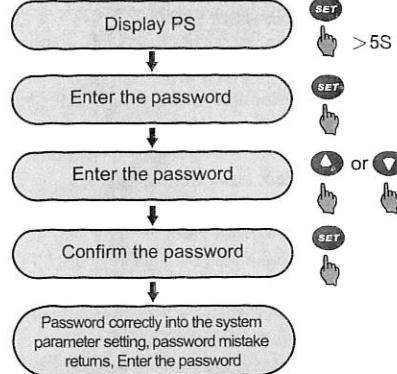 Display PS
SET
>5S
Enter the password
SET
Enter the password
or
Confirm the password
SET
Password correctly into the system
parameter setting, password mistake
returns, Enter the password